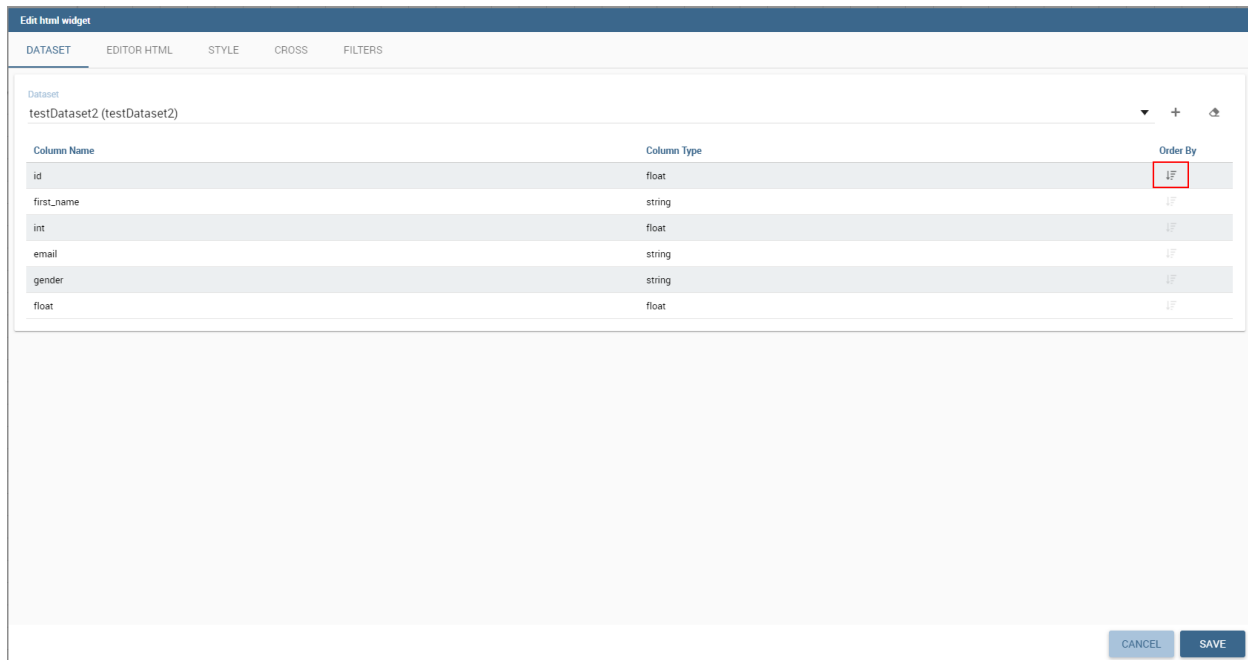 Edit html widget
DATASET EDITOR HTML STYLE CROSS FILTERS
Dataset
testDataset2 (testDataset2)
Column Name Column Type Order By
id float
first_name string
int float
email string
gender string
float float
CANCEL SAVE